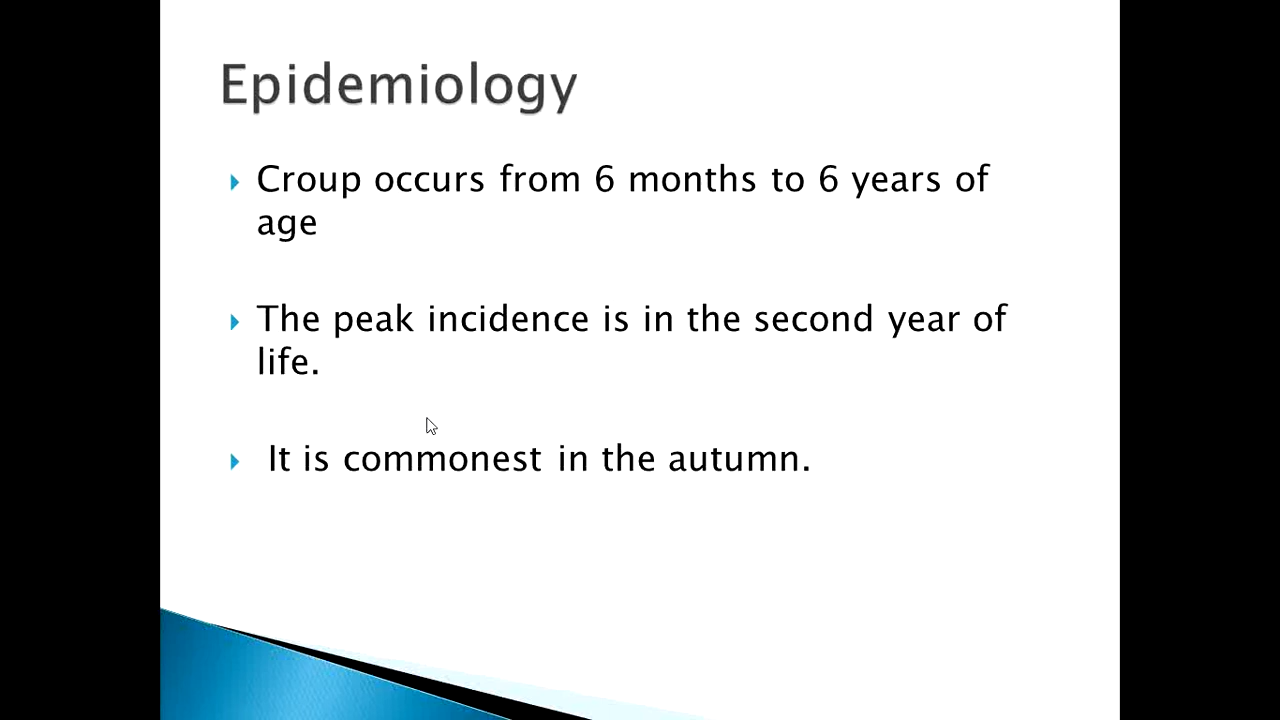 Epidemiology
Croup occurs from 6 months to 6 years of
age
The peak incidence is in the second year of
life.
It is commonest in the autumn.